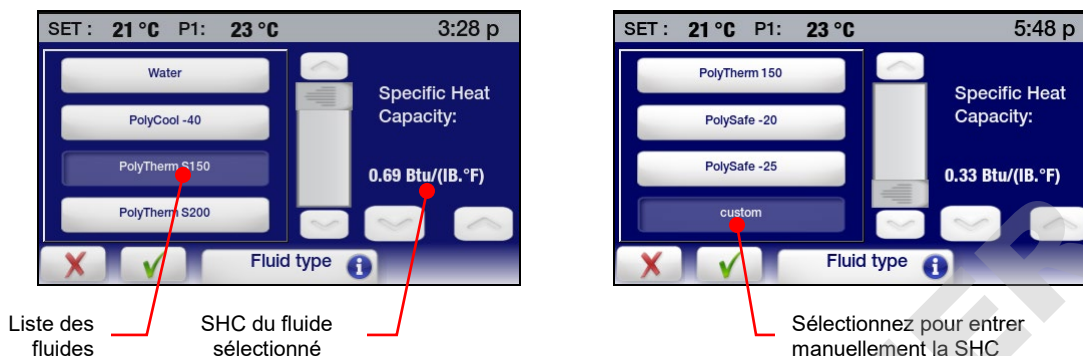 SET : 21 °C P1: 23 °C 3:28 p
Water
PolyCool -40
PolyTherm S150
PolyTherm S200
Specific Heat
Capacity:
0.69 Btu/(IB.°F)
Fluid type
Liste des
fluides
SHC du fluide
sélectionné
SET : 21 °C P1: 23 °C 5:48 p
PolyTherm 150
PolySafe -20
PolySafe -25
custom
Specific Heat
Capacity:
0.33 Btu/(IB.°F)
Fluid type
Sélectionnez pour entrer
manuellement la SHC